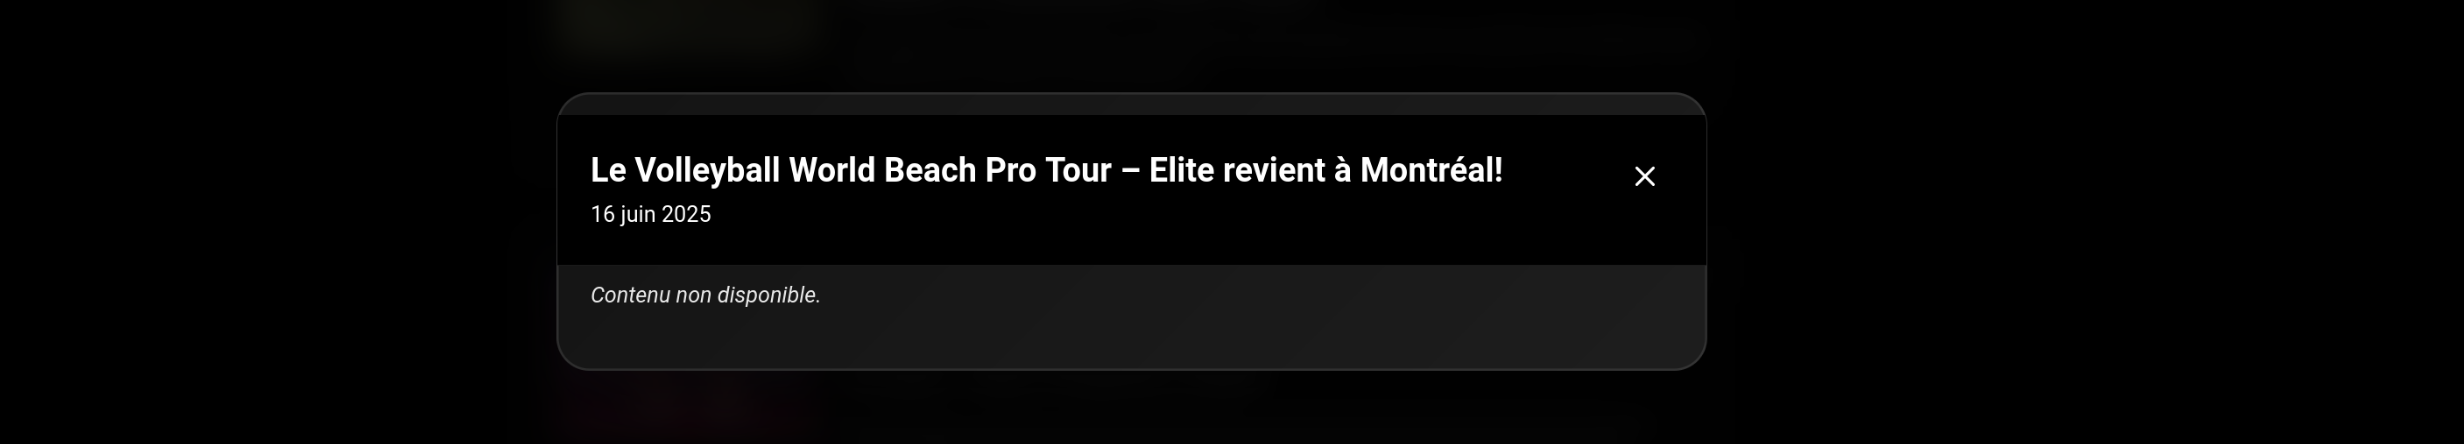 Le Volleyball World Beach Pro Tour – Elite revient à Montréal!
16 juin 2025
Contenu non disponible.